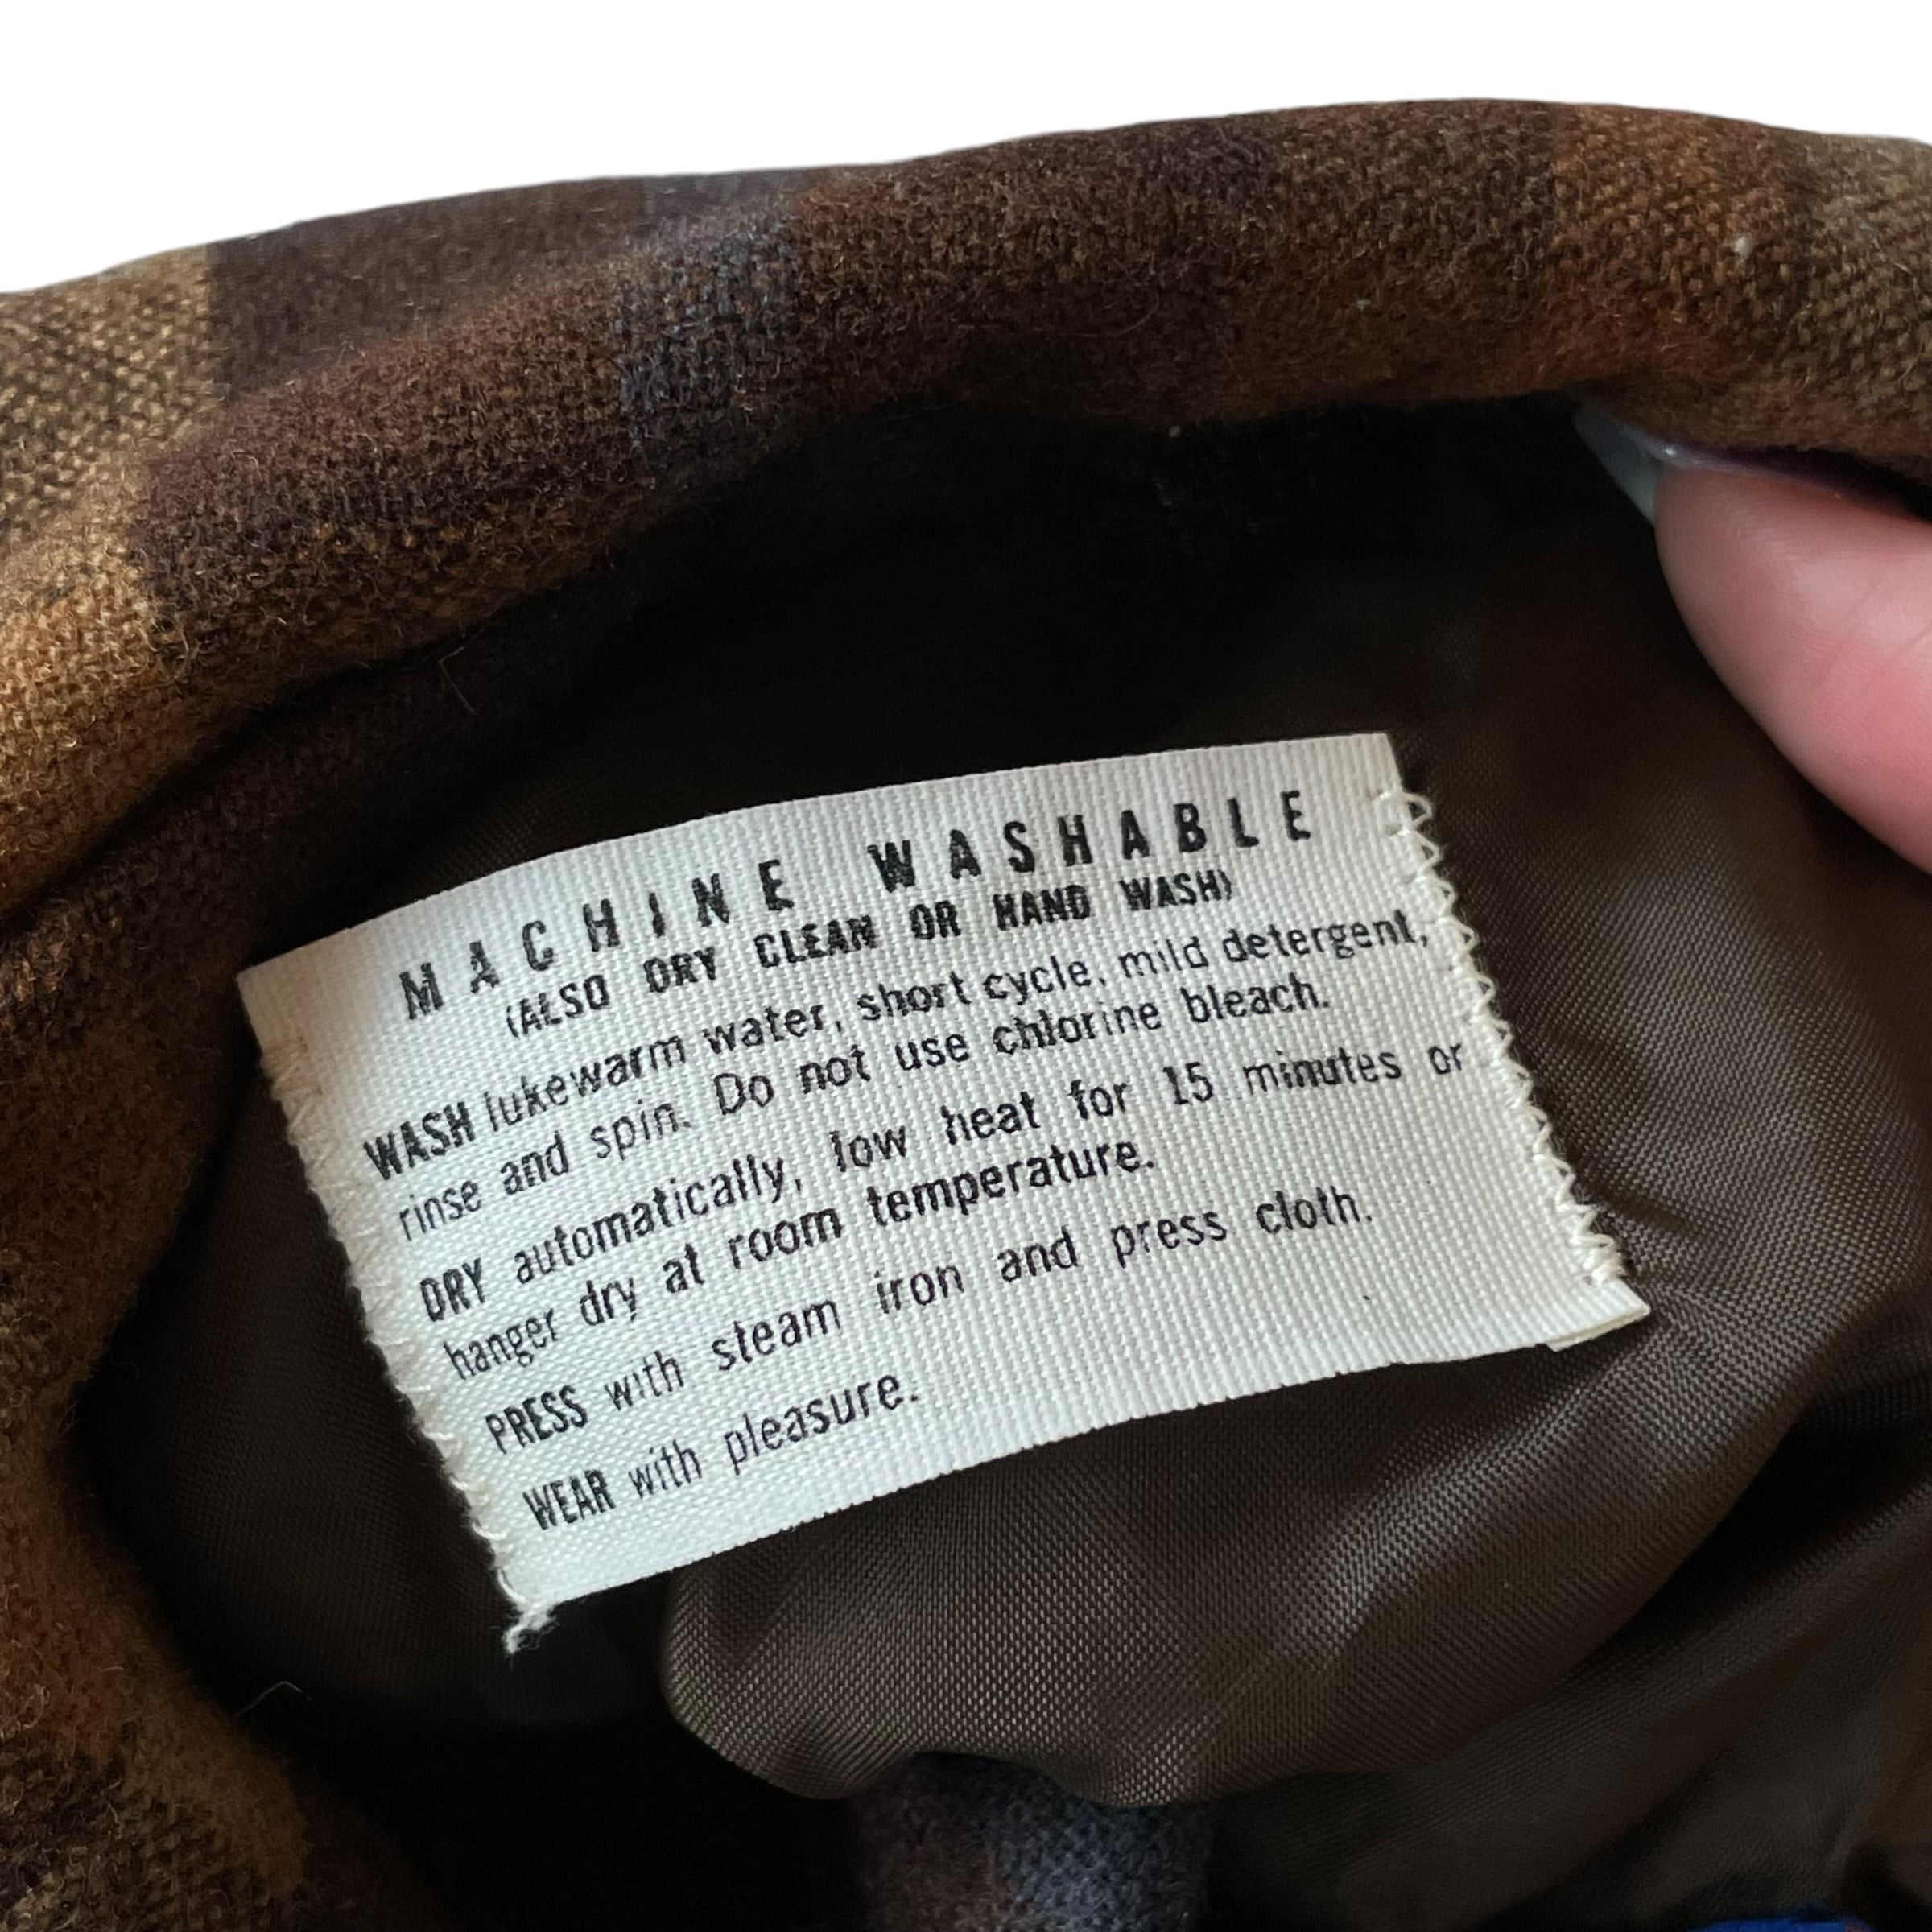 MACHINE WASHABLE
(ALSO DRY CLEAN OR HAND WASH)
WASH lukewarm water, short cycle, mild detergent,
rinse and spin. Do not use chlorine bleach.
DRY automatically, low heat for 15 minutes or
hanger dry at room temperature.
PRESS with steam iron and press cloth.
WEAR with pleasure.